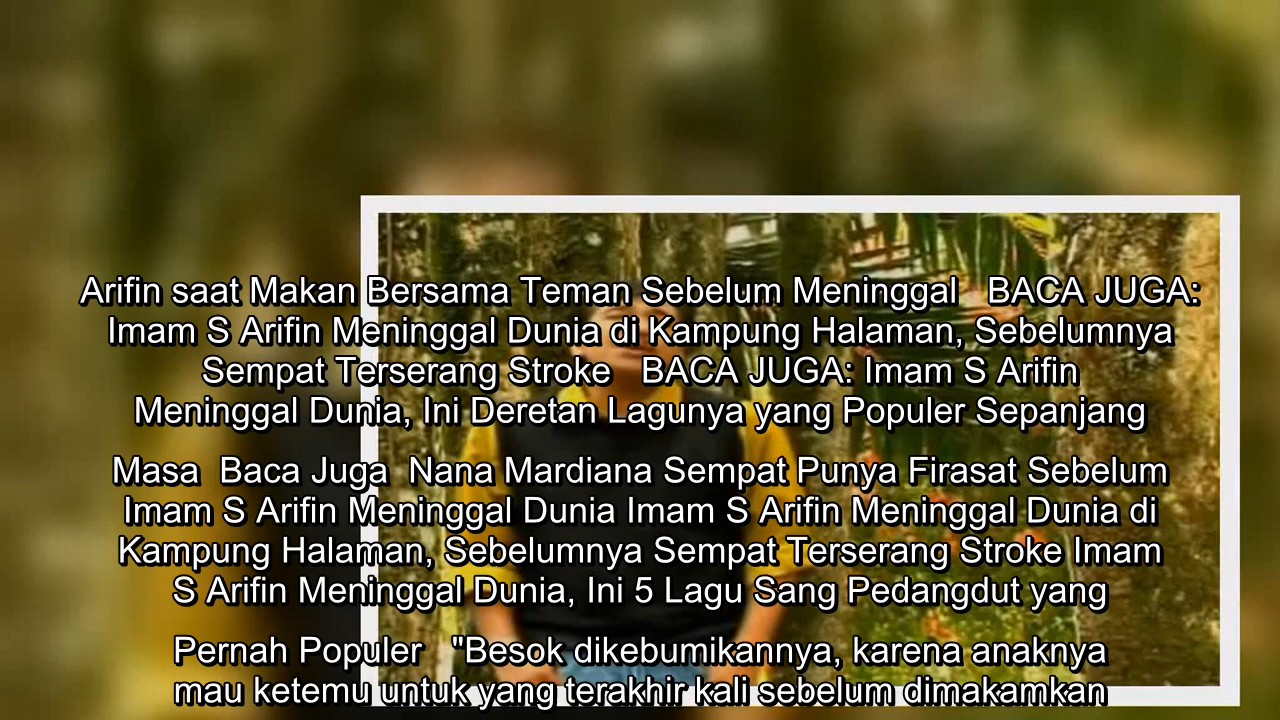 Arifin saat Makan Bersama Teman Sebelum Meninggal   BACA JUGA:
Imam S Arifin Meninggal Dunia di Kampung Halaman, Sebelumnya
Sempat Terserang Stroke   BACA JUGA: Imam S Arifin
Meninggal Dunia, Ini Deretan Lagunya yang Populer Sepanjang
Masa  Baca Juga  Nana Mardiana Sempat Punya Firasat Sebelum
Imam S Arifin Meninggal Dunia Imam S Arifin Meninggal Dunia di
Kampung Halaman, Sebelumnya Sempat Terserang Stroke Imam
S Arifin Meninggal Dunia, Ini 5 Lagu Sang Pedangdut yang
Pernah Populer   "Besok dikebumikannya, karena anaknya
mau ketemu untuk yang terakhir kali sebelum dimakamkan